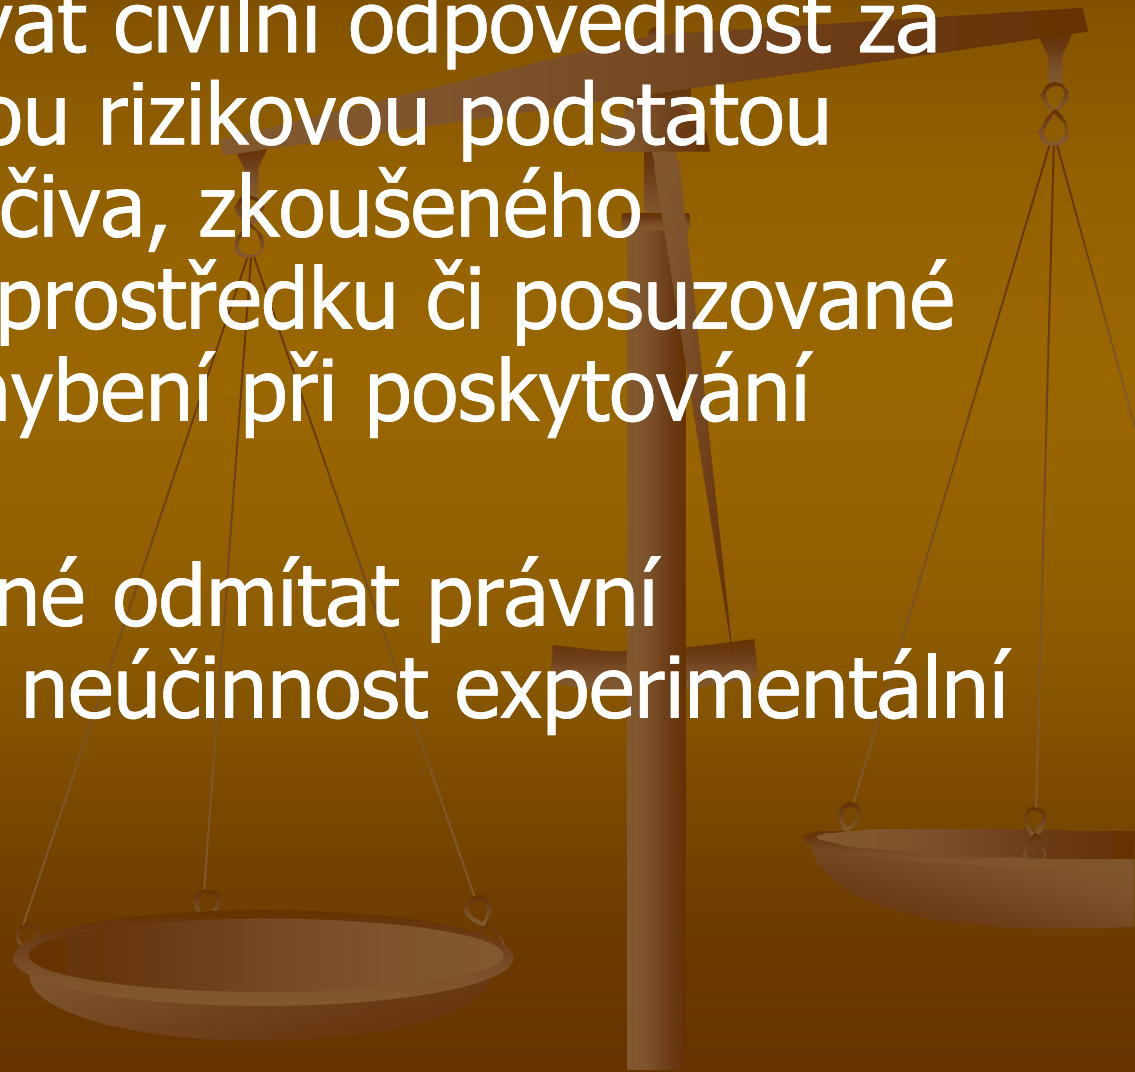 vat civilní odpovědnost za
ou rizikovou podstatou
čiva, zkoušeného
prostředku či posuzované
hybení při poskytování
né odmítat právní
neúčinnost experimentální